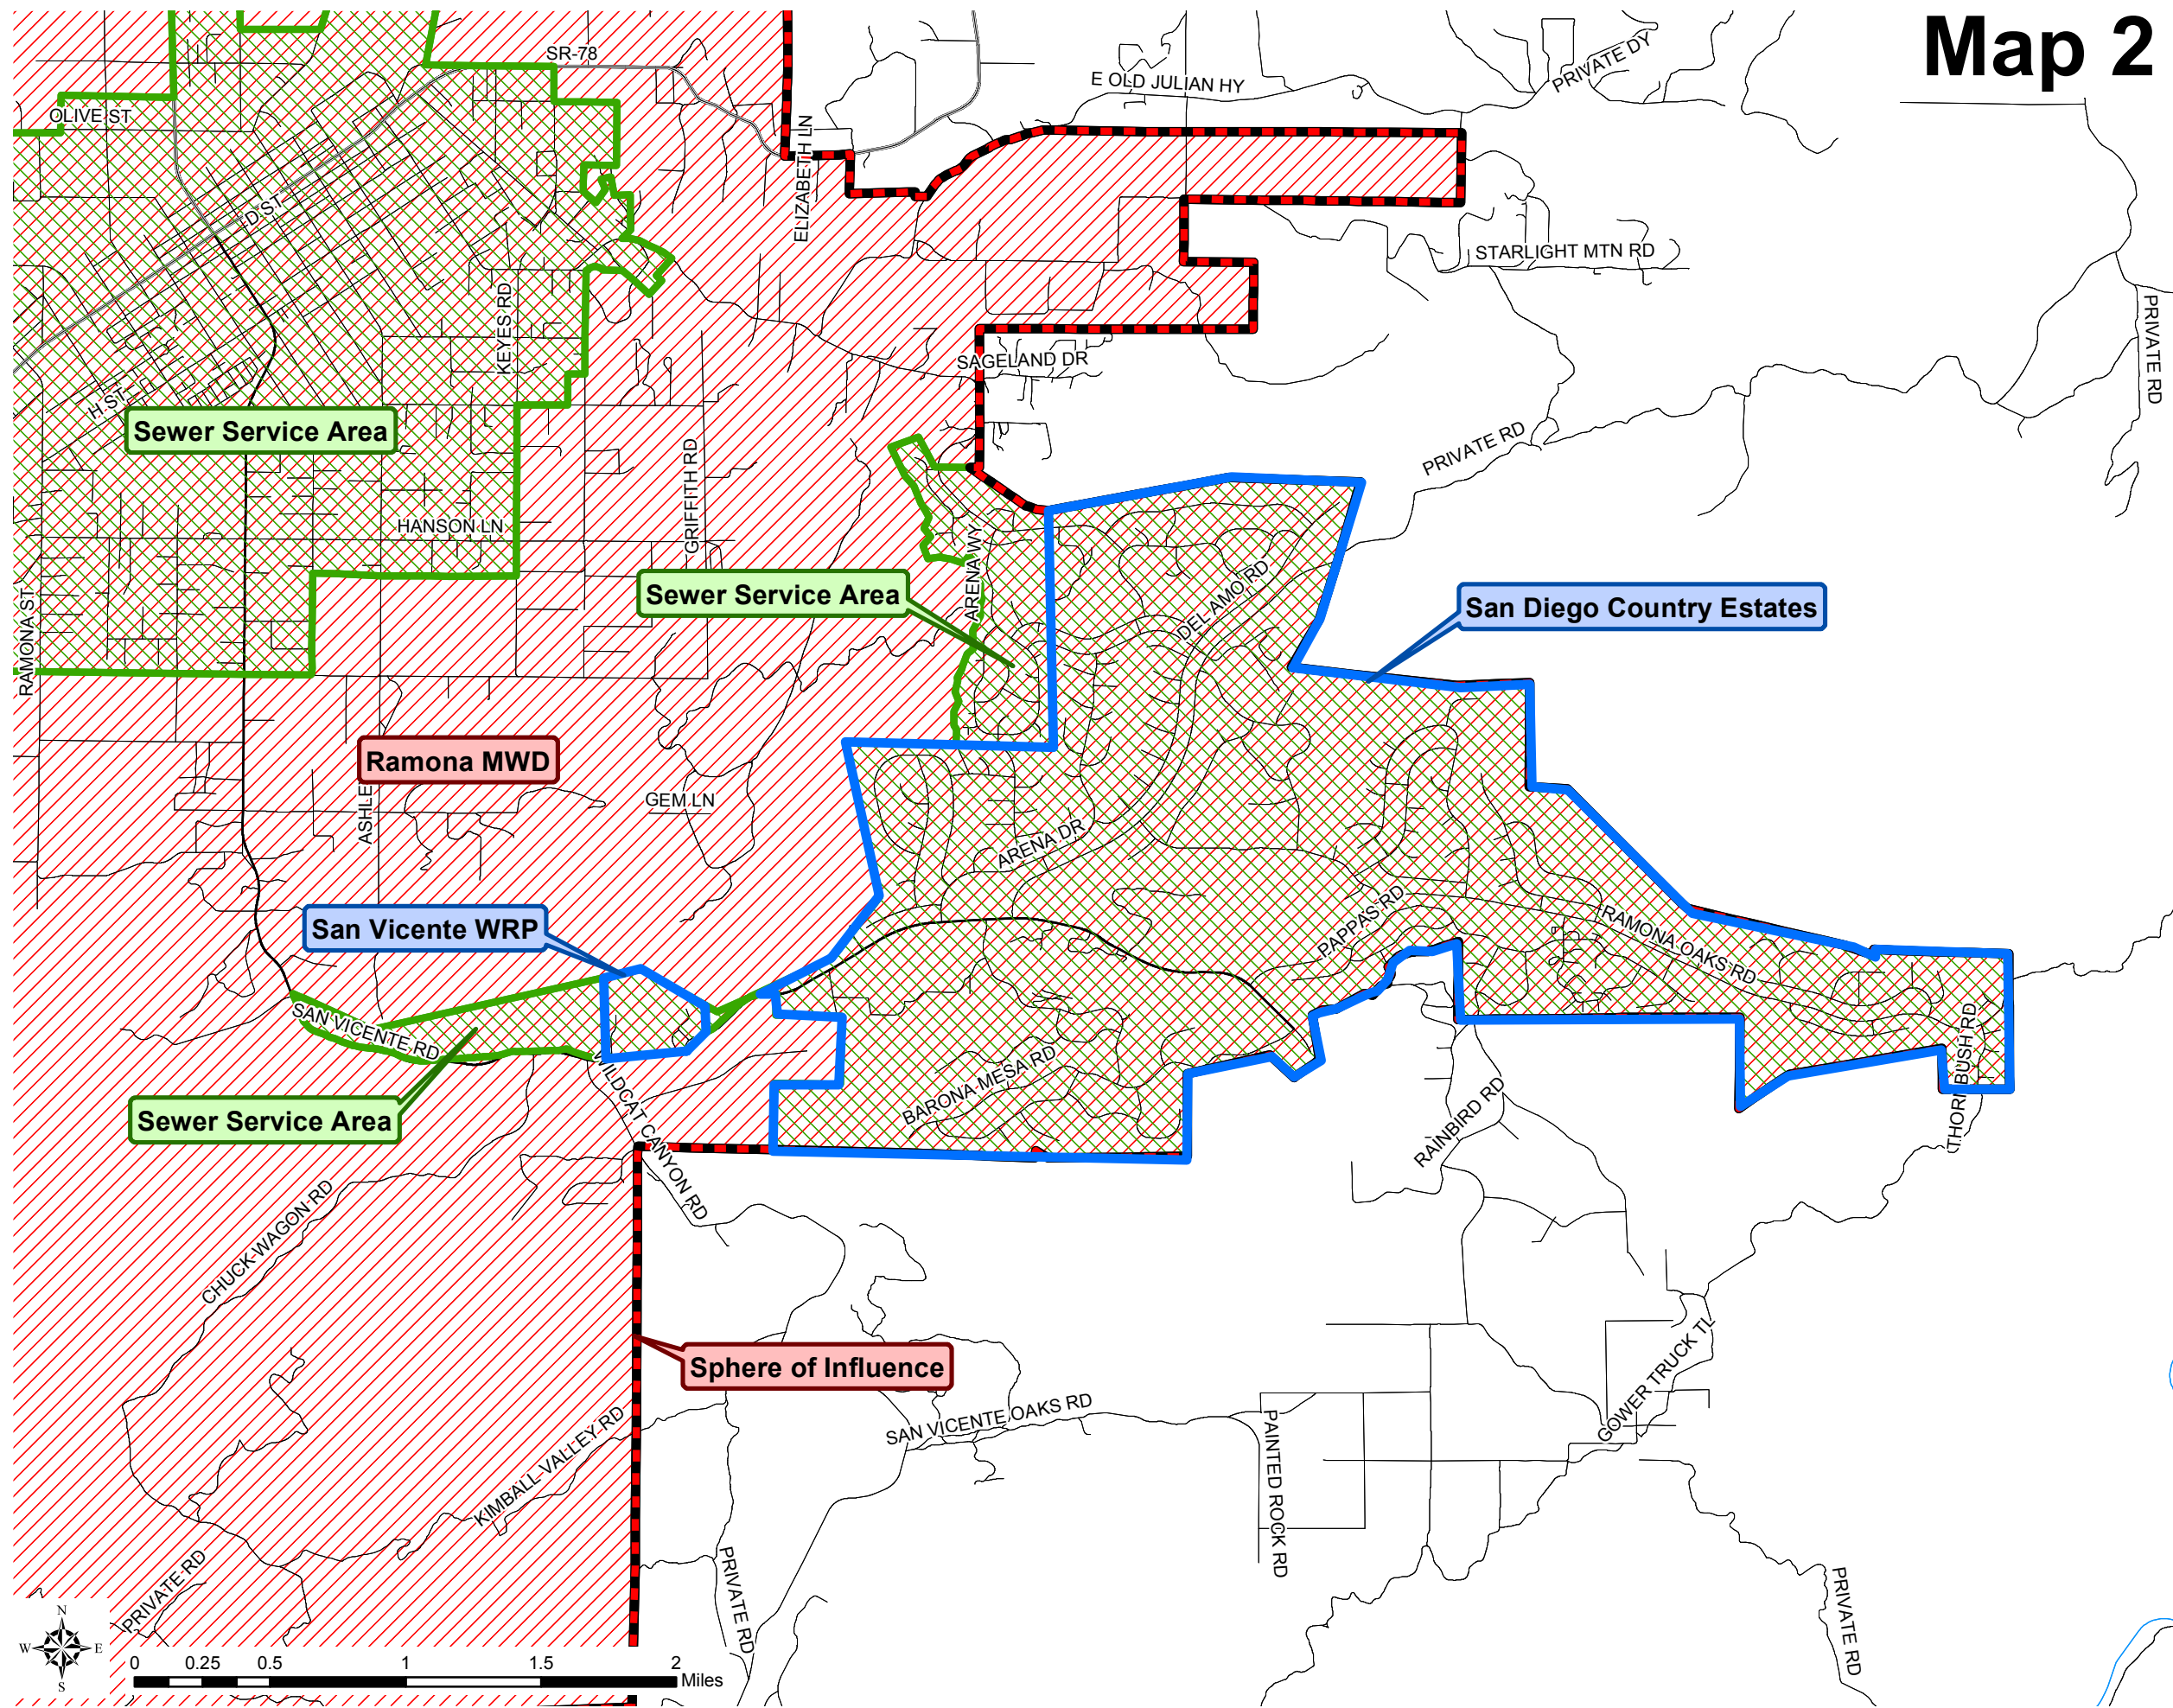 Map 2
SR-78
E OLD JULIAN HY
PRIVATE DY
OLIVE ST
ELIZABETH LN
D ST
STARLIGHT MTN RD
KEYES RD
PRIVATE RD
SAGELAND DR
H ST
Sewer Service Area
PRIVATE RD
GRIFFITH RD
HANSON LN
ARENA WY
Sewer Service Area
DEL AMO RD
San Diego Country Estates
RAMONA ST
Ramona MWD
GEM LN
ASHLE
ARENA DR
San Vicente WRP
PAPPAS RD
RAMONA OAKS RD
SAN VICENTE RD
BARONA MESA RD
THORNBUSH RD
Sewer Service Area
WILDCAT CANYON RD
RAINBIRD RD
CHUCK WAGON RD
Sphere of Influence
GOWER TRUCK TL
SAN VICENTE OAKS RD
KIMBALL VALLEY RD
PAINTED ROCK RD
PRIVATE RD
PRIVATE RD
PRIVATE RD
N
W E
S
0 0.25 0.5 1 1.5 2
Miles